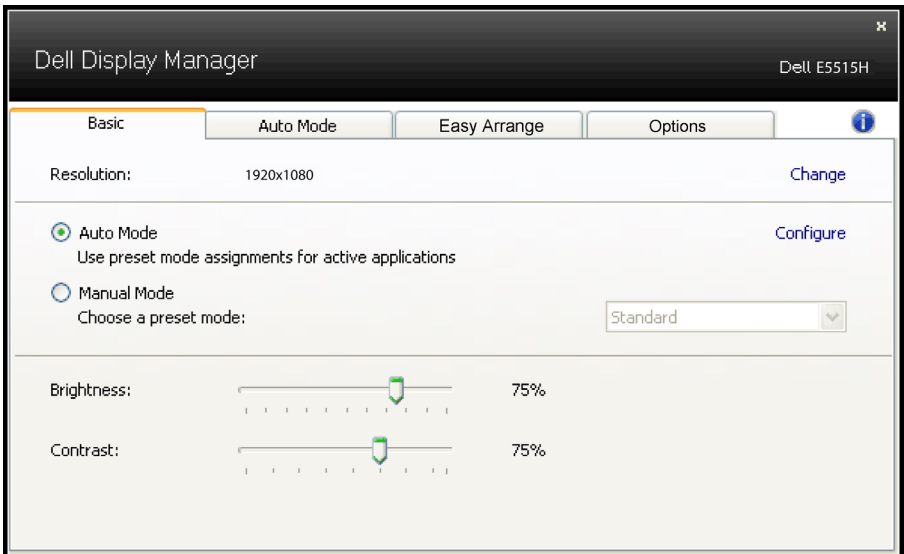 x
Dell Display Manager
Dell E5515H
Basic Auto Mode Easy Arrange Options i
Resolution: 1920x1080 Change
Auto Mode Configure
Use preset mode assignments for active applications
Manual Mode
Choose a preset mode: Standard
Brightness: 75%
Contrast: 75%